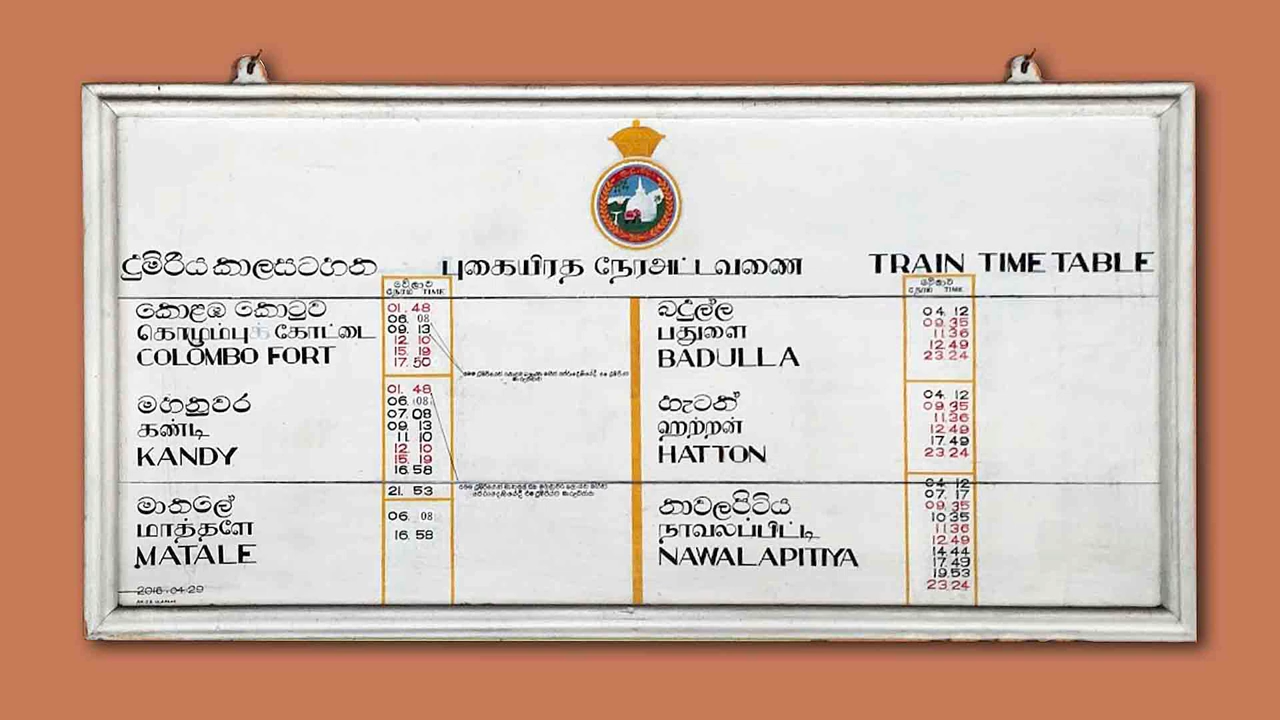 දුම්රිය කාලසටහන புகையிரத நேரஅட்டவணை TRAIN TIME TABLE
වේලාව
நேரம் TIME
කොළඹ කොටුව
கொழும்புக் கோட்டை
COLOMBO FORT
01. 48
06. 08
09. 13
12. 10
15. 19
17. 50
මහනුවර
கண்டி
KANDY
01. 48
06. 08
07. 08
09. 13
11. 10
12. 10
15. 19
16. 58
21. 53
මාතලේ
மாத்தளே
MATALE
06. 08
16. 58
2016.04.20
වේලාව
நேரம் TIME
බදුල්ල
பதுளை
BADULLA
04. 12
09.35
11.36
12.49
23.24
හැටන්
ஹற்றன்
HATTON
04. 12
09.35
11.36
12.49
17.49
23.24
නාවලපිටිය
நாவலப்பிட்டி
NAWALAPITIYA
04 12
07. 17
09.35
10.35
11.36
12.49
14.44
17.49
19.53
23.24